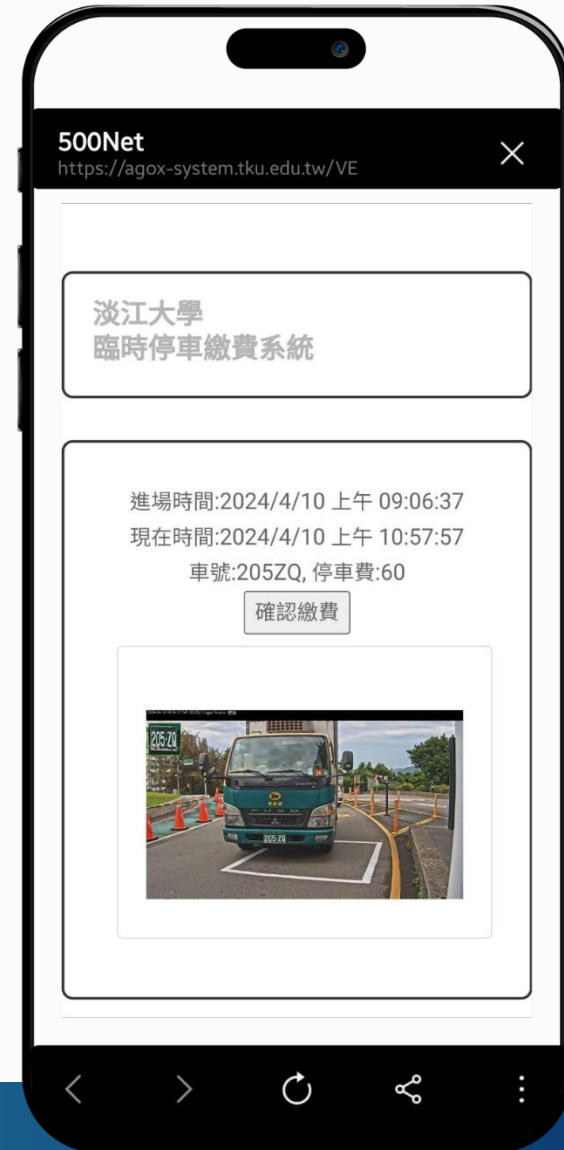 500Net
https://agox-system.tku.edu.tw/VE
淡江大學
臨時停車繳費系統
進場時間:2024/4/10 上午 09:06:37
現在時間:2024/4/10 上午 10:57:57
車號:205ZQ, 停車費:60
確認繳費
205-ZQ
205-ZQ